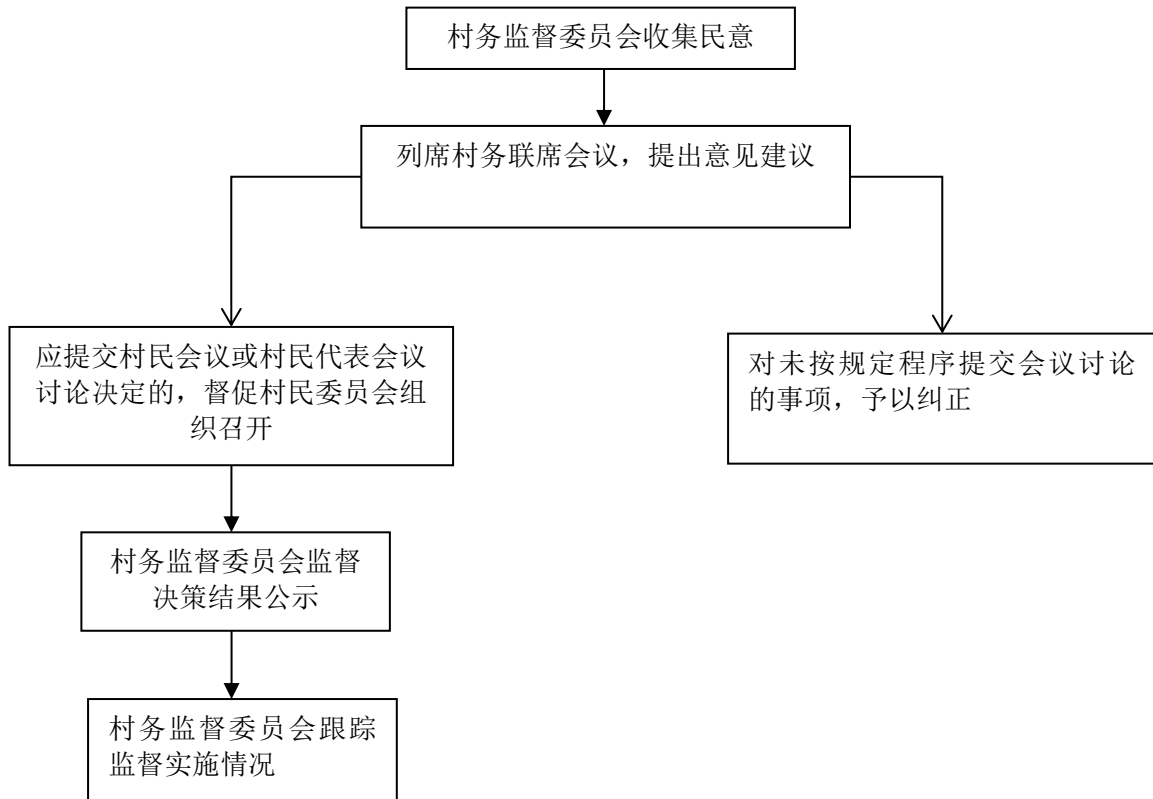 村务监督委员会收集民意
列席村务联席会议，提出意见建议
应提交村民会议或村民代表会议
讨论决定的，督促村民委员会组
织召开
对未按规定程序提交会议讨论
的事项，予以纠正
村务监督委员会监督
决策结果公示
村务监督委员会跟踪
监督实施情况